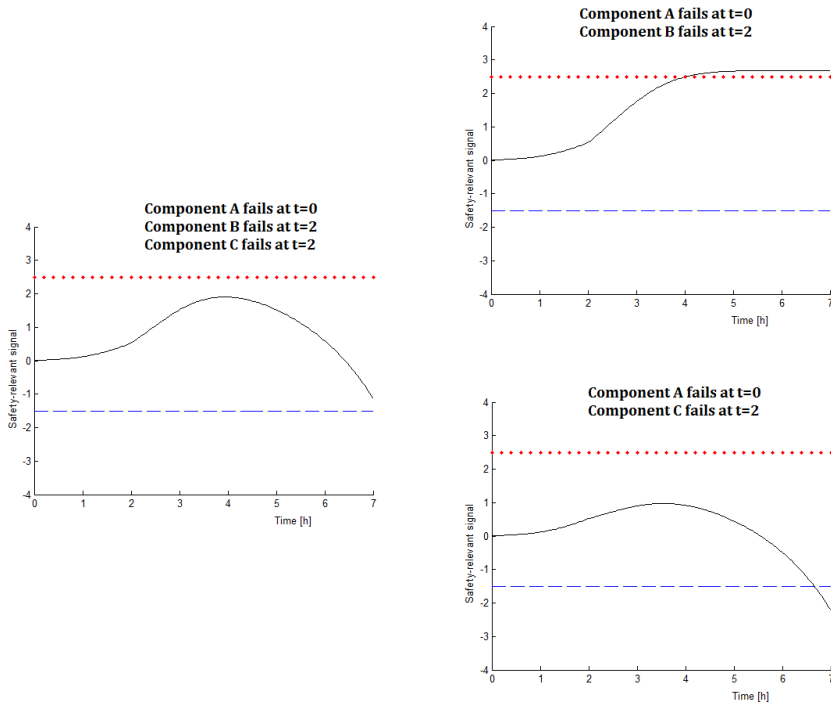 Component A fails at t=0
Component B fails at t=2
Component C fails at t=2
4
3
2
1
0
-1
-2
-3
-4
Safety-relevant signal
0 1 2 3 4 5 6 7
Time [h]
Component A fails at t=0
Component B fails at t=2
4
3
2
1
0
-1
-2
-3
-4
Safety-relevant signal
0 1 2 3 4 5 6 7
Time [h]
Component A fails at t=0
Component C fails at t=2
4
3
2
1
0
-1
-2
-3
-4
Safety-relevant signal
0 1 2 3 4 5 6 7
Time [h]